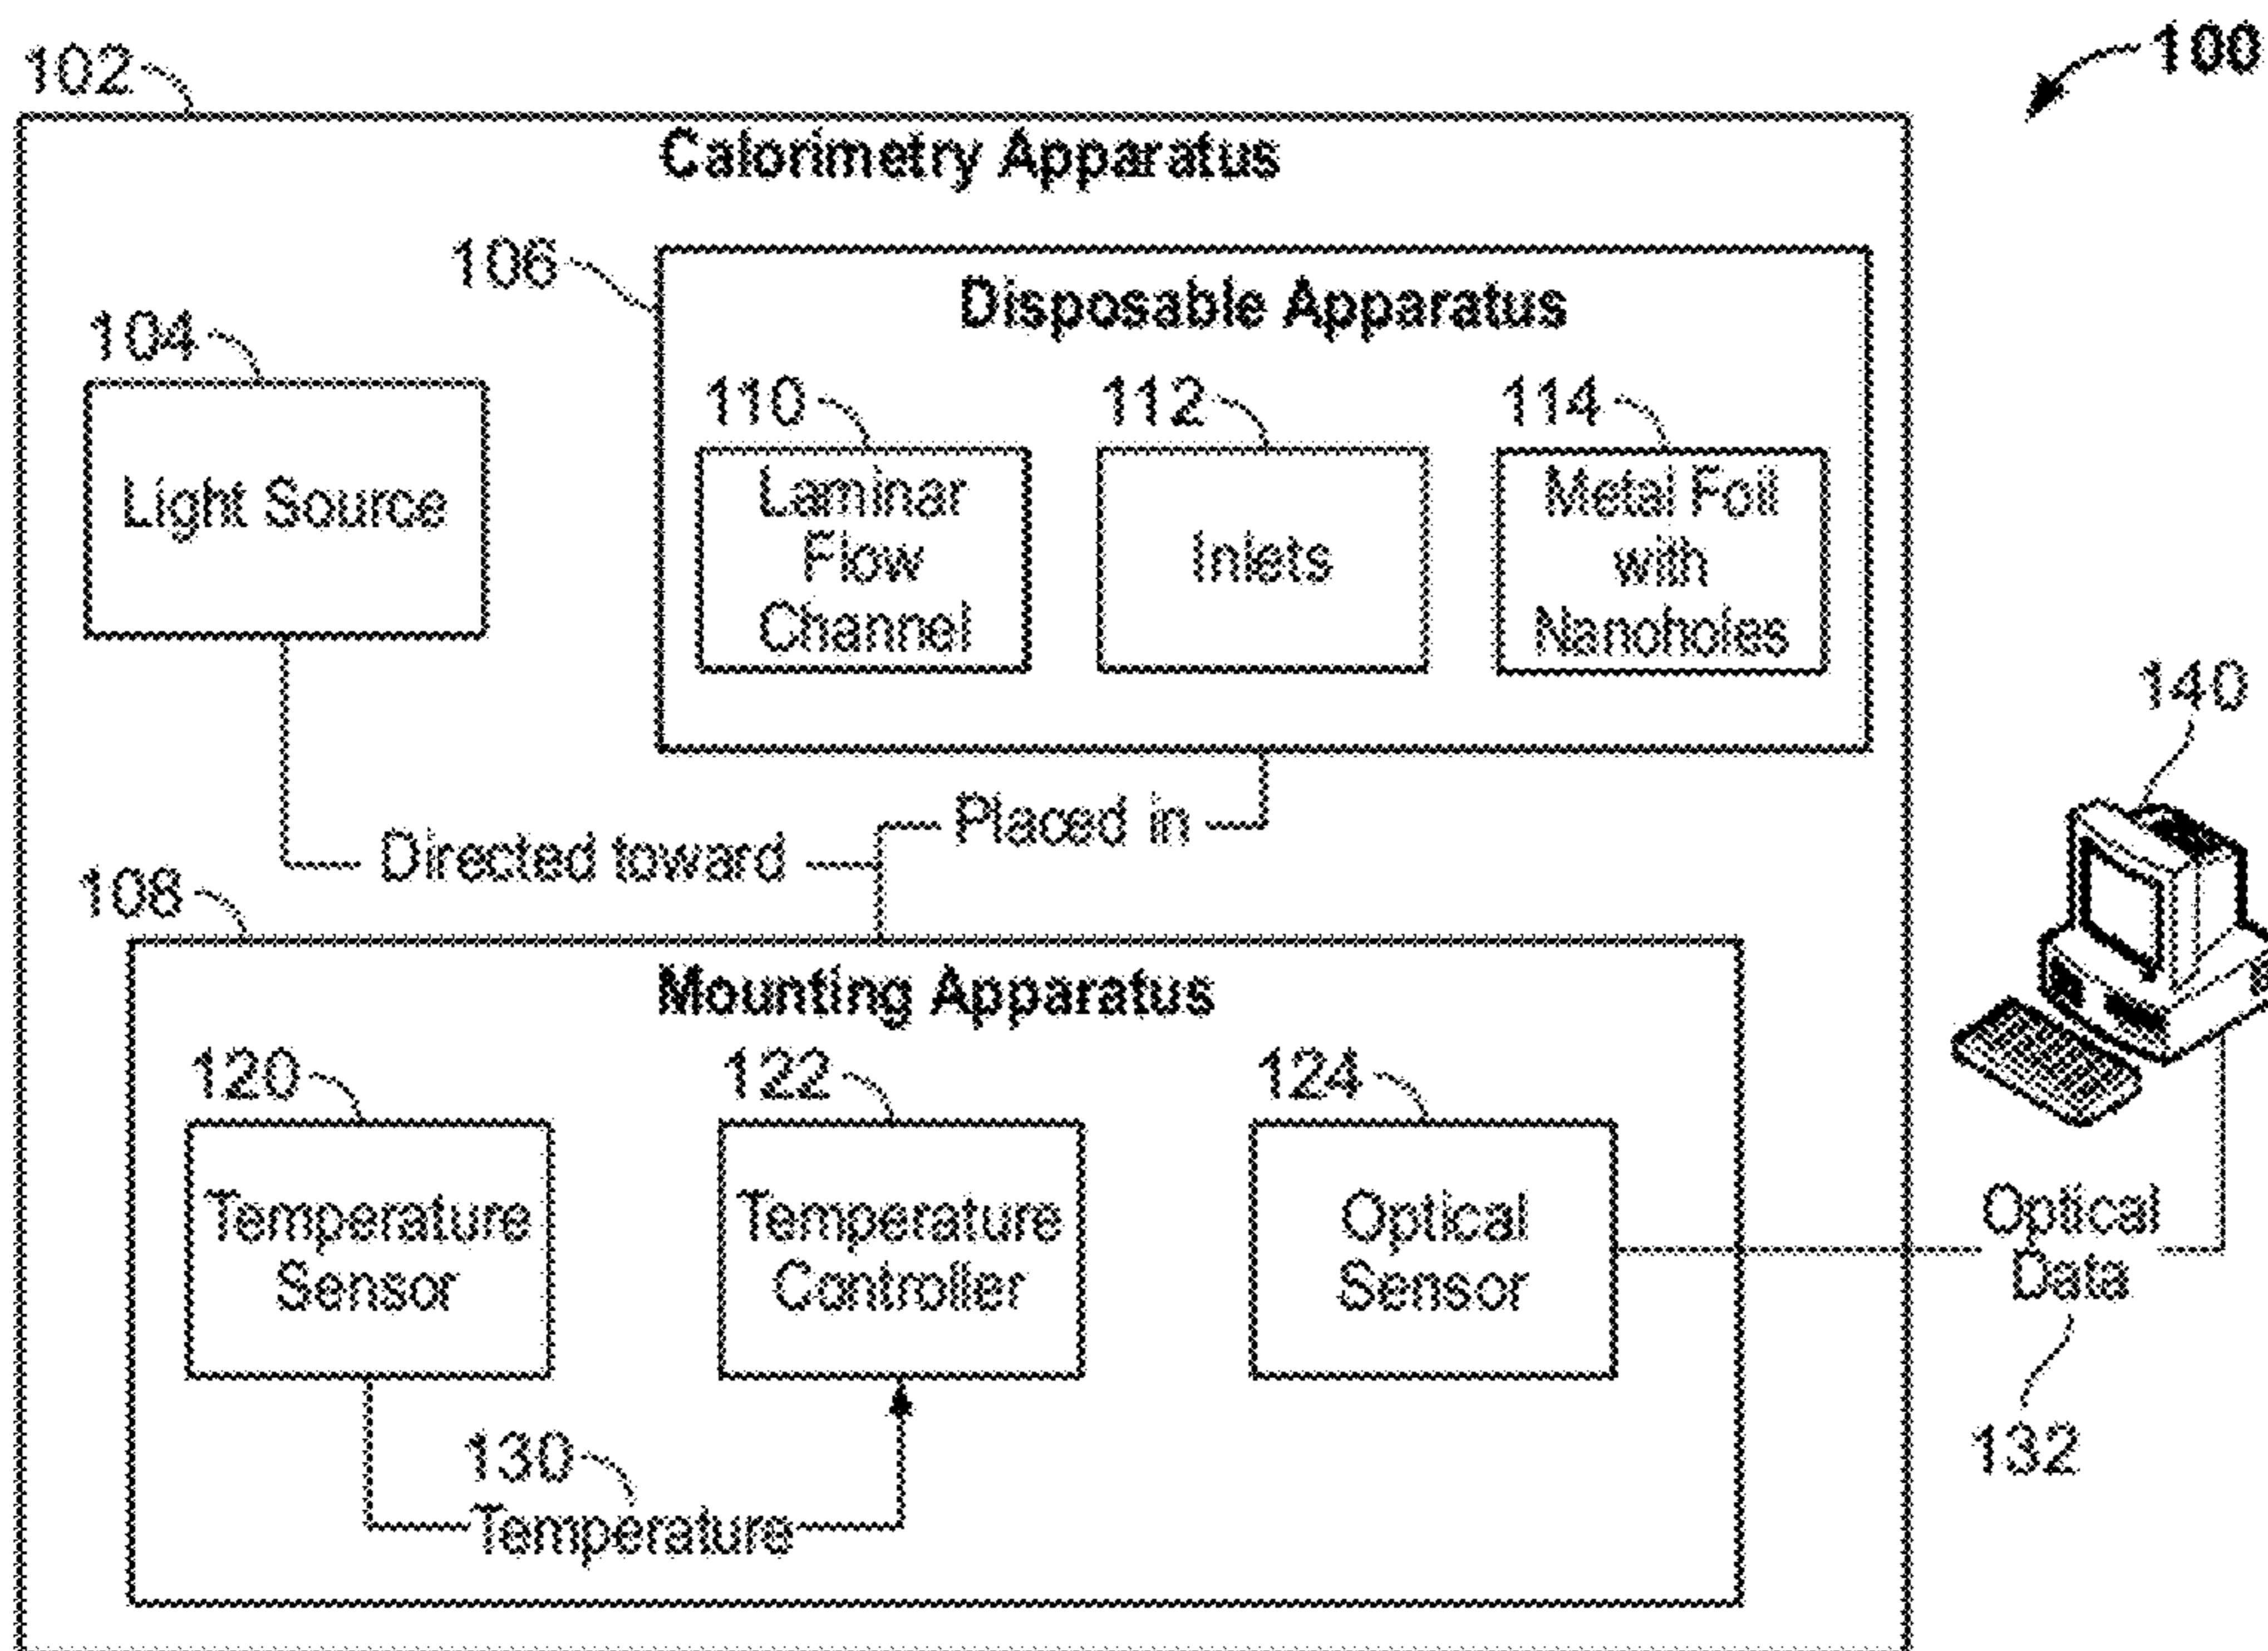 100
102
Calorimetry Apparatus
106
Disposable Apparatus
104
Light Source
110
Laminar
Flow
Channel
112
Inlets
114
Metal Foil
with
Nanoholes
140
Placed in
Directed toward
108
Mounting Apparatus
120
Temperature
Sensor
122
Temperature
Controller
124
Optical
Sensor
Optical
Data
132
130
Temperature